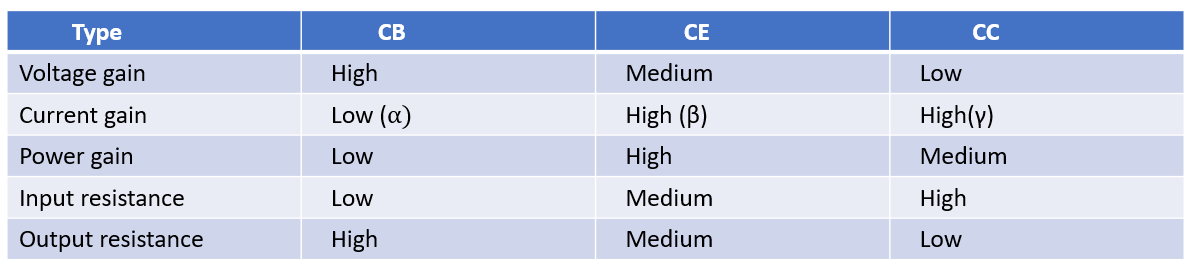 Type CB CE CC
Voltage gain High Medium Low
Current gain Low (α) High (β) High(γ)
Power gain Low High Medium
Input resistance Low Medium High
Output resistance High Medium Low